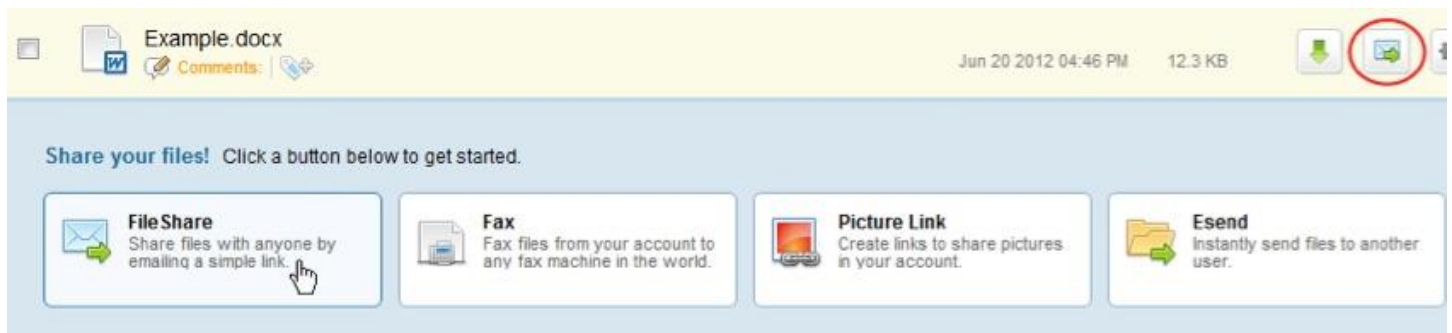 Example.docx
Comments: |
Jun 20 2012 04:46 PM 12.3 KB
Share your files! Click a button below to get started.
FileShare
Share files with anyone by
emailing a simple link.
Fax
Fax files from your account to
any fax machine in the world.
Picture Link
Create links to share pictures
in your account.
Esend
Instantly send files to another
user.
W